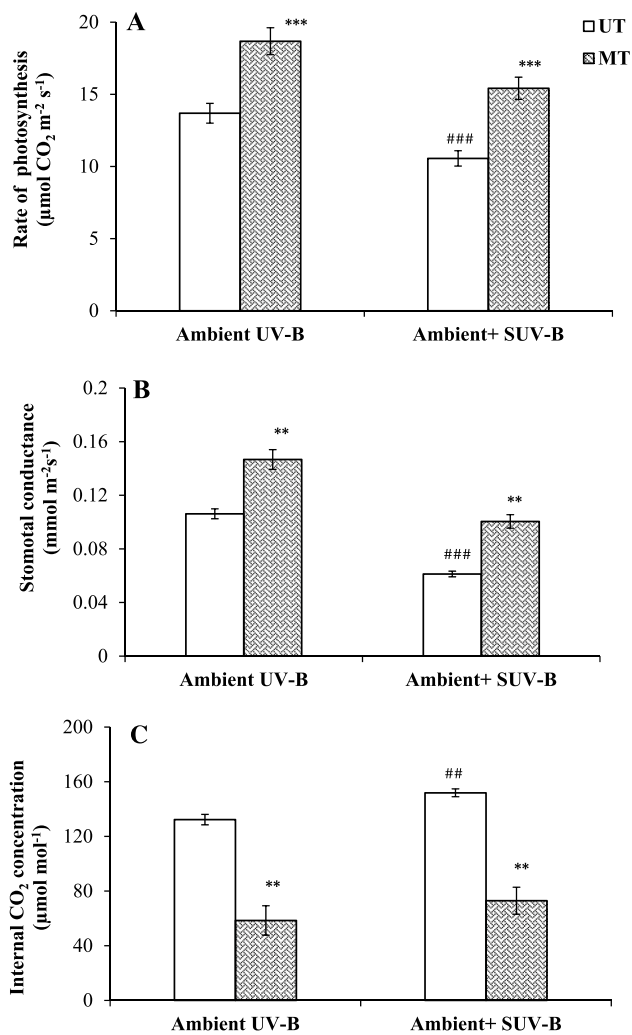 A
UT
MT
Rate of photosynthesis
(µmol CO₂ m⁻² s⁻¹)
20
15
10
5
0
***
###
***
Ambient UV-B
Ambient+ SUV-B
B
Stomotal conductance
(mmol m⁻²s⁻¹)
0.2
0.16
0.12
0.08
0.04
0
**
###
**
Ambient UV-B
Ambient+ SUV-B
C
Internal CO₂ concentration
(µmol mol⁻¹)
200
160
120
80
40
0
**
##
**
Ambient UV-B
Ambient+ SUV-B